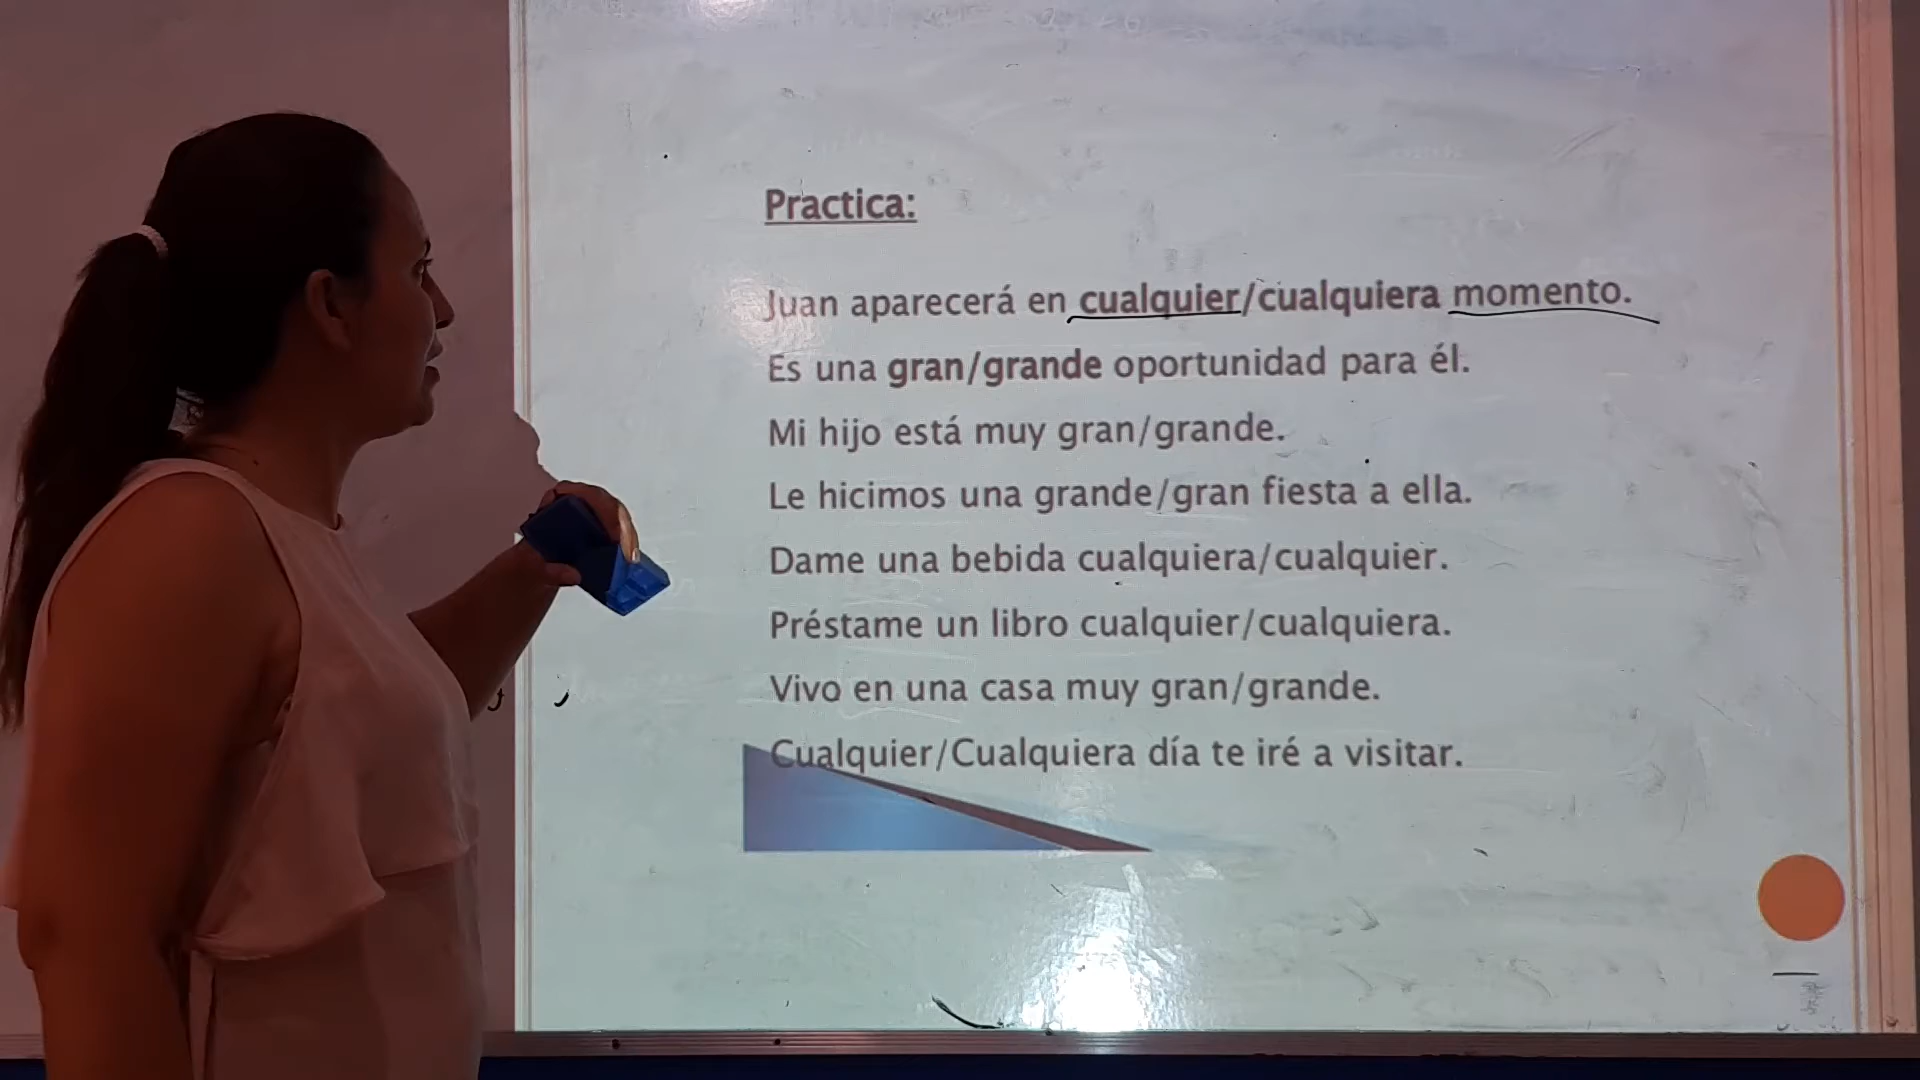 Practica:
Juan aparecerá en cualquier/cualquiera momento.
Es una gran/grande oportunidad para él.
Mi hijo está muy gran/grande.
Le hicimos una grande/gran fiesta a ella.
Dame una bebida cualquiera/cualquier.
Préstame un libro cualquier/cualquiera.
Vivo en una casa muy gran/grande.
Cualquier/Cualquiera día te iré a visitar.